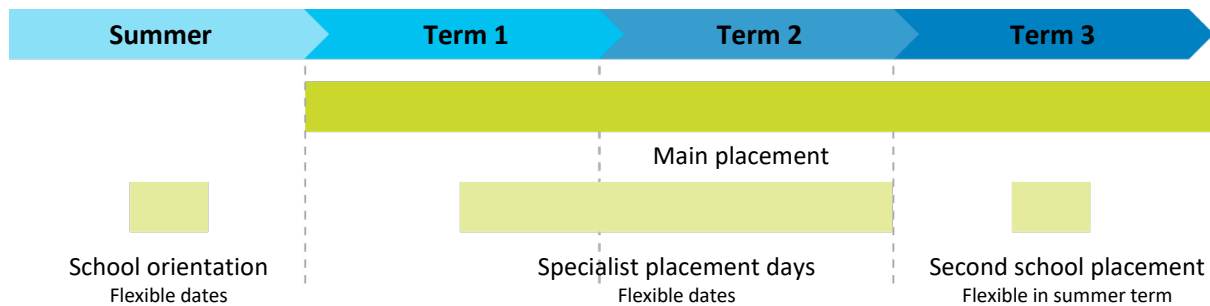 Summer
Term 1
Term 2
Term 3
Main placement
School orientation
Flexible dates
Specialist placement days
Flexible dates
Second school placement
Flexible in summer term